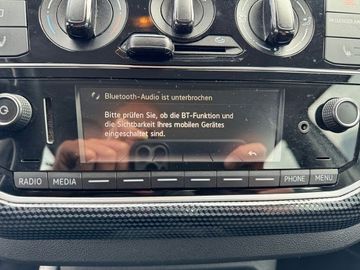 Bluetooth-Audio ist unterbrochen
Bitte prüfen Sie, ob die BT-Funktion und
die Sichtbarkeit Ihres mobilen Gerätes
eingeschaltet sind.
RADIO MEDIA PHONE MENU